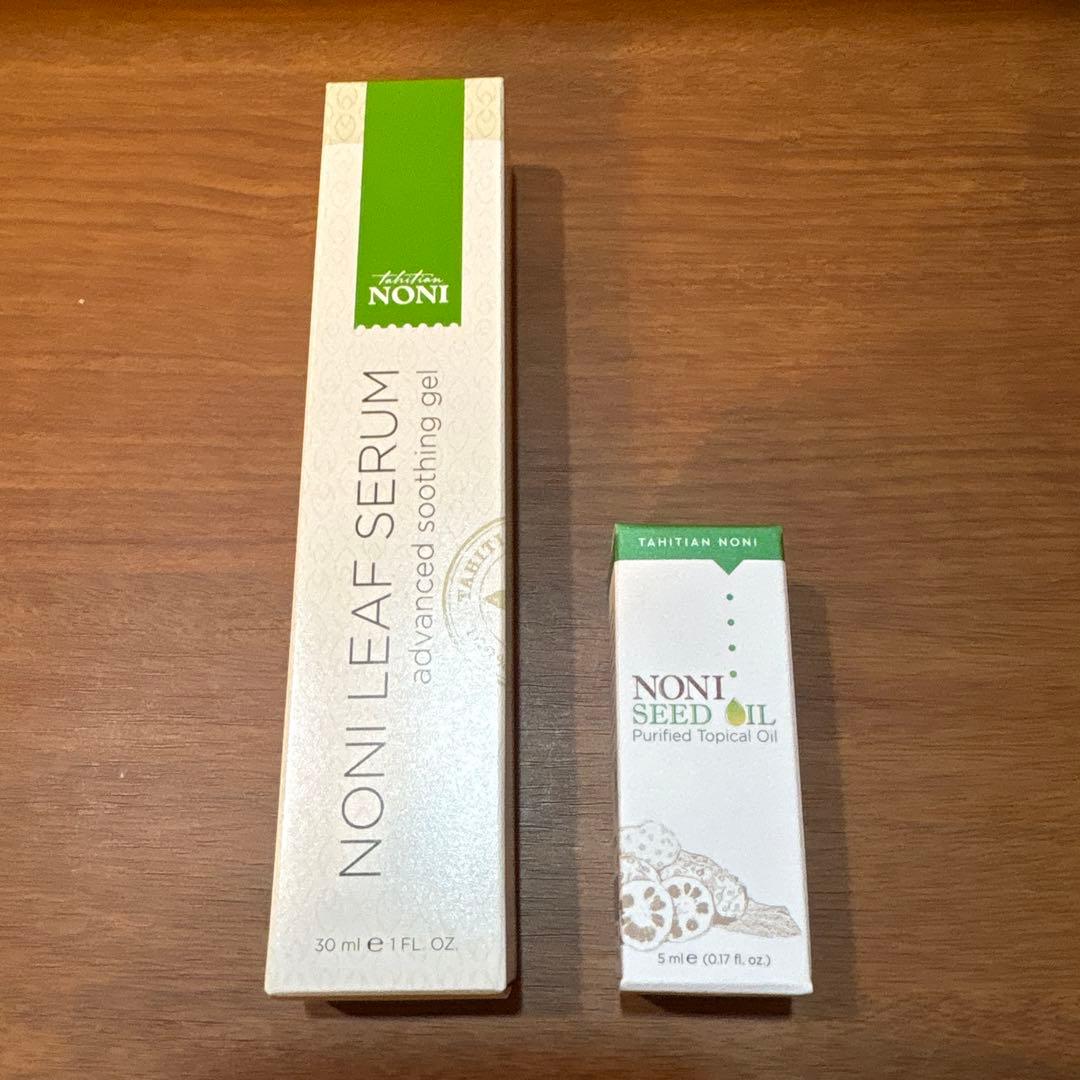 tahitian
NONI
NONI LEAF SERUM
advanced soothing gel
30 ml e 1 FL. OZ.
TAHITIAN NONI
NONI
SEED OIL
Purified Topical Oil
5 ml e (0.17 fl. oz.)